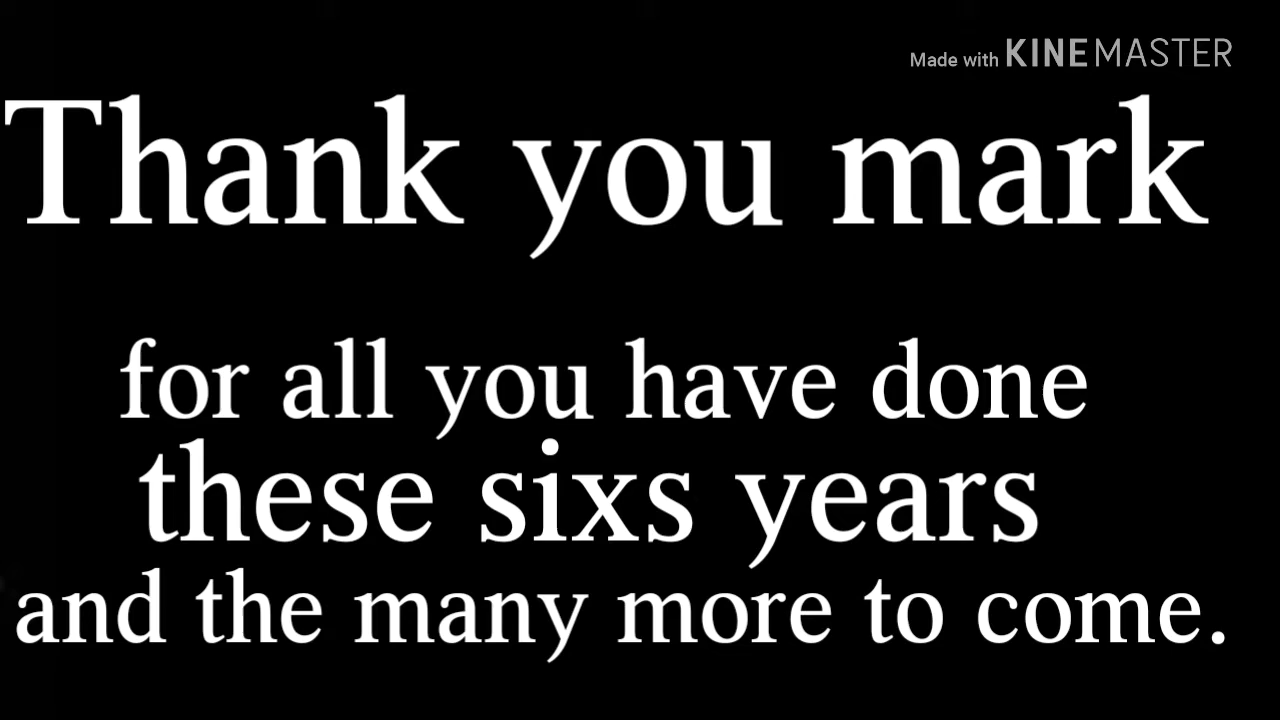 Made with KINEMASTER
Thank you mark
for all you have done
these sixs years
and the many more to come.